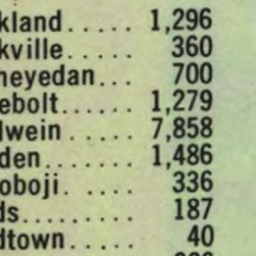 kland..... 1,296
kville..... 360
heyedan... 700
ebolt...... 1,279
lwein ..... 7,858
den....... 1,486
oboji. .... 336
ds......... 187
dtown..... 40